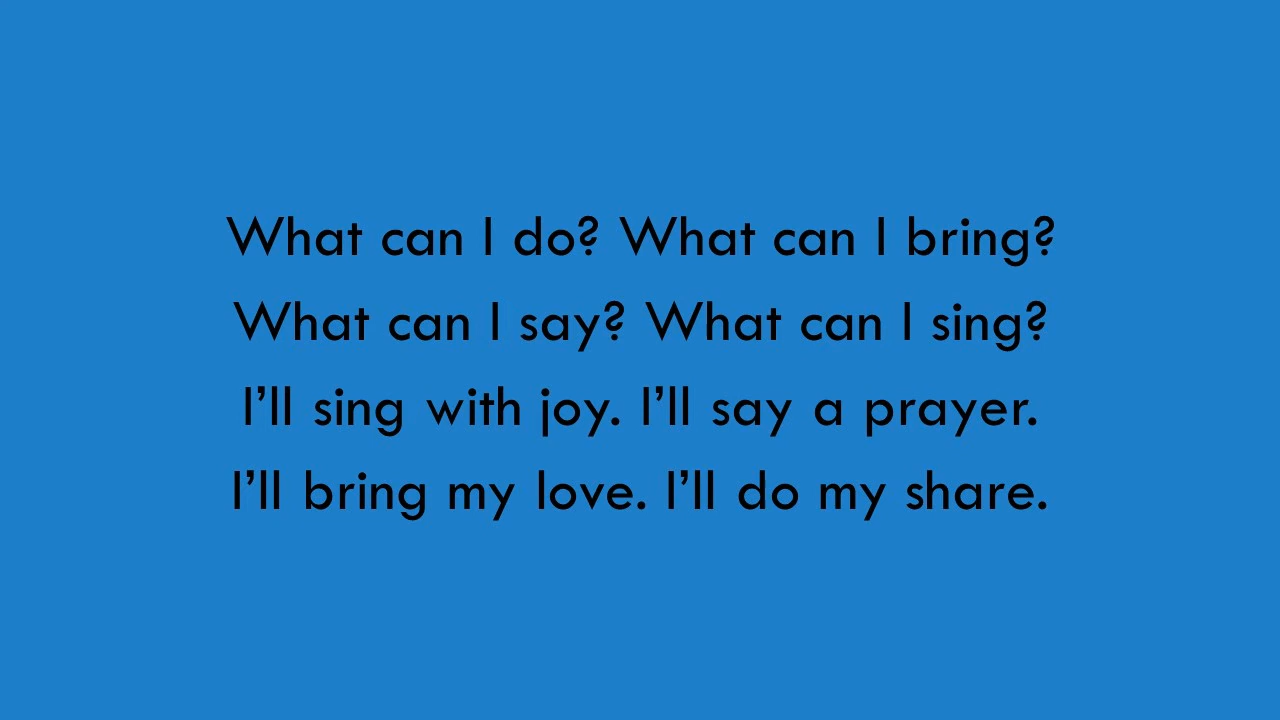 What can I do? What can I bring?
What can I say? What can I sing?
I’ll sing with joy. I’ll say a prayer.
I’ll bring my love. I’ll do my share.